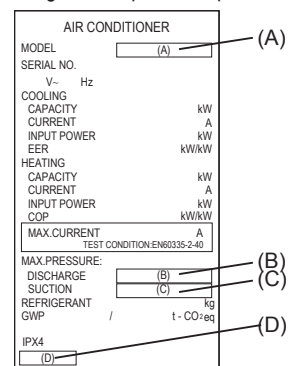 AIR CONDITIONER
MODEL (A) (A)
SERIAL NO.
V~ Hz
COOLING
CAPACITY kW
CURRENT A
INPUT POWER kW
EER kW/kW
HEATING
CAPACITY kW
CURRENT A
INPUT POWER kW
COP kW/kW
MAX.CURRENT A
TEST CONDITION:EN60335-2-40
MAX.PRESSURE:
DISCHARGE (B) (B)
SUCTION (C) (C)
REFRIGERANT kg
GWP / t - CO2eq
(D)
IPX4
(D)